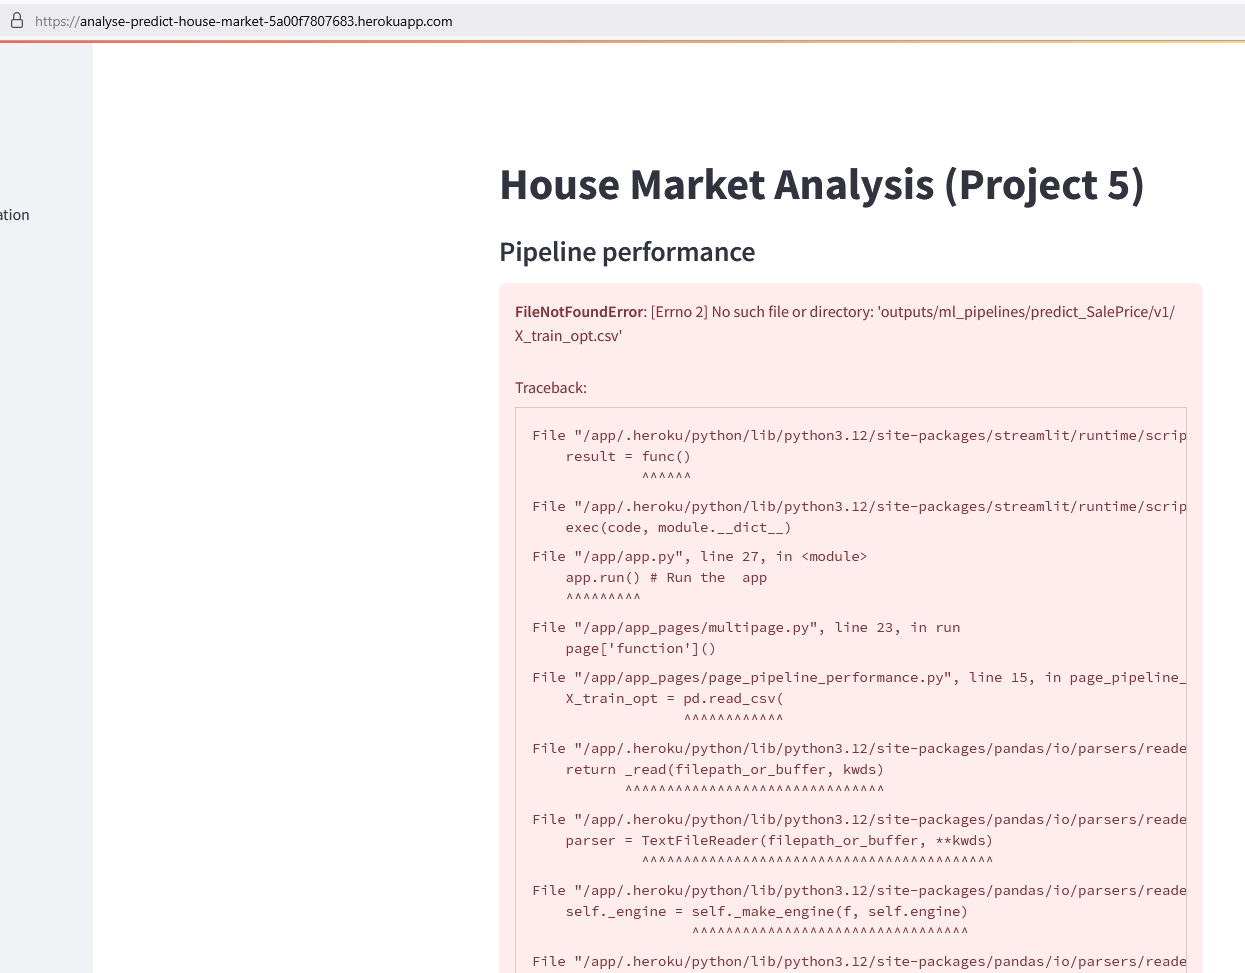 https://analyse-predict-house-market-5a00f7807683.herokuapp.com
ation
House Market Analysis (Project 5)
Pipeline performance
FileNotFoundError: [Errno 2] No such file or directory: 'outputs/ml_pipelines/predict_SalePrice/v1/
X_train_opt.csv'
Traceback:
File "/app/.heroku/python/lib/python3.12/site-packages/streamlit/runtime/scrip
result = func()
^^^^^^
File "/app/.heroku/python/lib/python3.12/site-packages/streamlit/runtime/scrip
exec(code, module.__dict__)
File "/app/app.py", line 27, in <module>
app.run() # Run the  app
^^^^^^^^^
File "/app/app_pages/multipage.py", line 23, in run
page['function']()
File "/app/app_pages/page_pipeline_performance.py", line 15, in page_pipeline_
X_train_opt = pd.read_csv(
^^^^^^^^^^^^
File "/app/.heroku/python/lib/python3.12/site-packages/pandas/io/parsers/reade
return _read(filepath_or_buffer, kwds)
^^^^^^^^^^^^^^^^^^^^^^^^^^^^^^^
File "/app/.heroku/python/lib/python3.12/site-packages/pandas/io/parsers/reade
parser = TextFileReader(filepath_or_buffer, **kwds)
^^^^^^^^^^^^^^^^^^^^^^^^^^^^^^^^^^^^^^^^^^
File "/app/.heroku/python/lib/python3.12/site-packages/pandas/io/parsers/reade
self._engine = self._make_engine(f, self.engine)
^^^^^^^^^^^^^^^^^^^^^^^^^^^^^^^^^
File "/app/.heroku/python/lib/python3.12/site-packages/pandas/io/parsers/reade